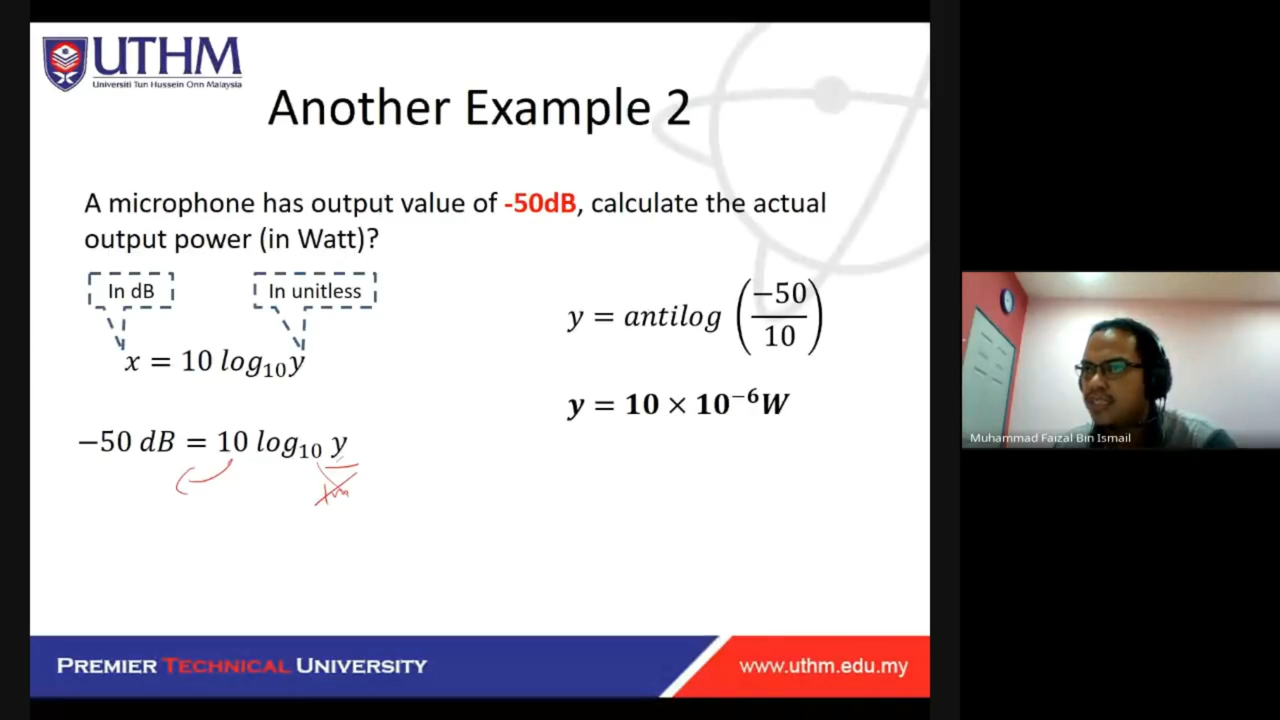 UTHM
Universiti Tun Hussein Onn Malaysia
Another Example 2
A microphone has output value of -50dB, calculate the actual
output power (in Watt)?
In dB
In unitless
x = 10 log₁₀y
−50 dB = 10 log₁₀ y
y = antilog (−50/10)
y = 10 × 10⁻⁶W
Muhammad Faizal Bin Ismail
PREMIER TECHNICAL UNIVERSITY
www.uthm.edu.my